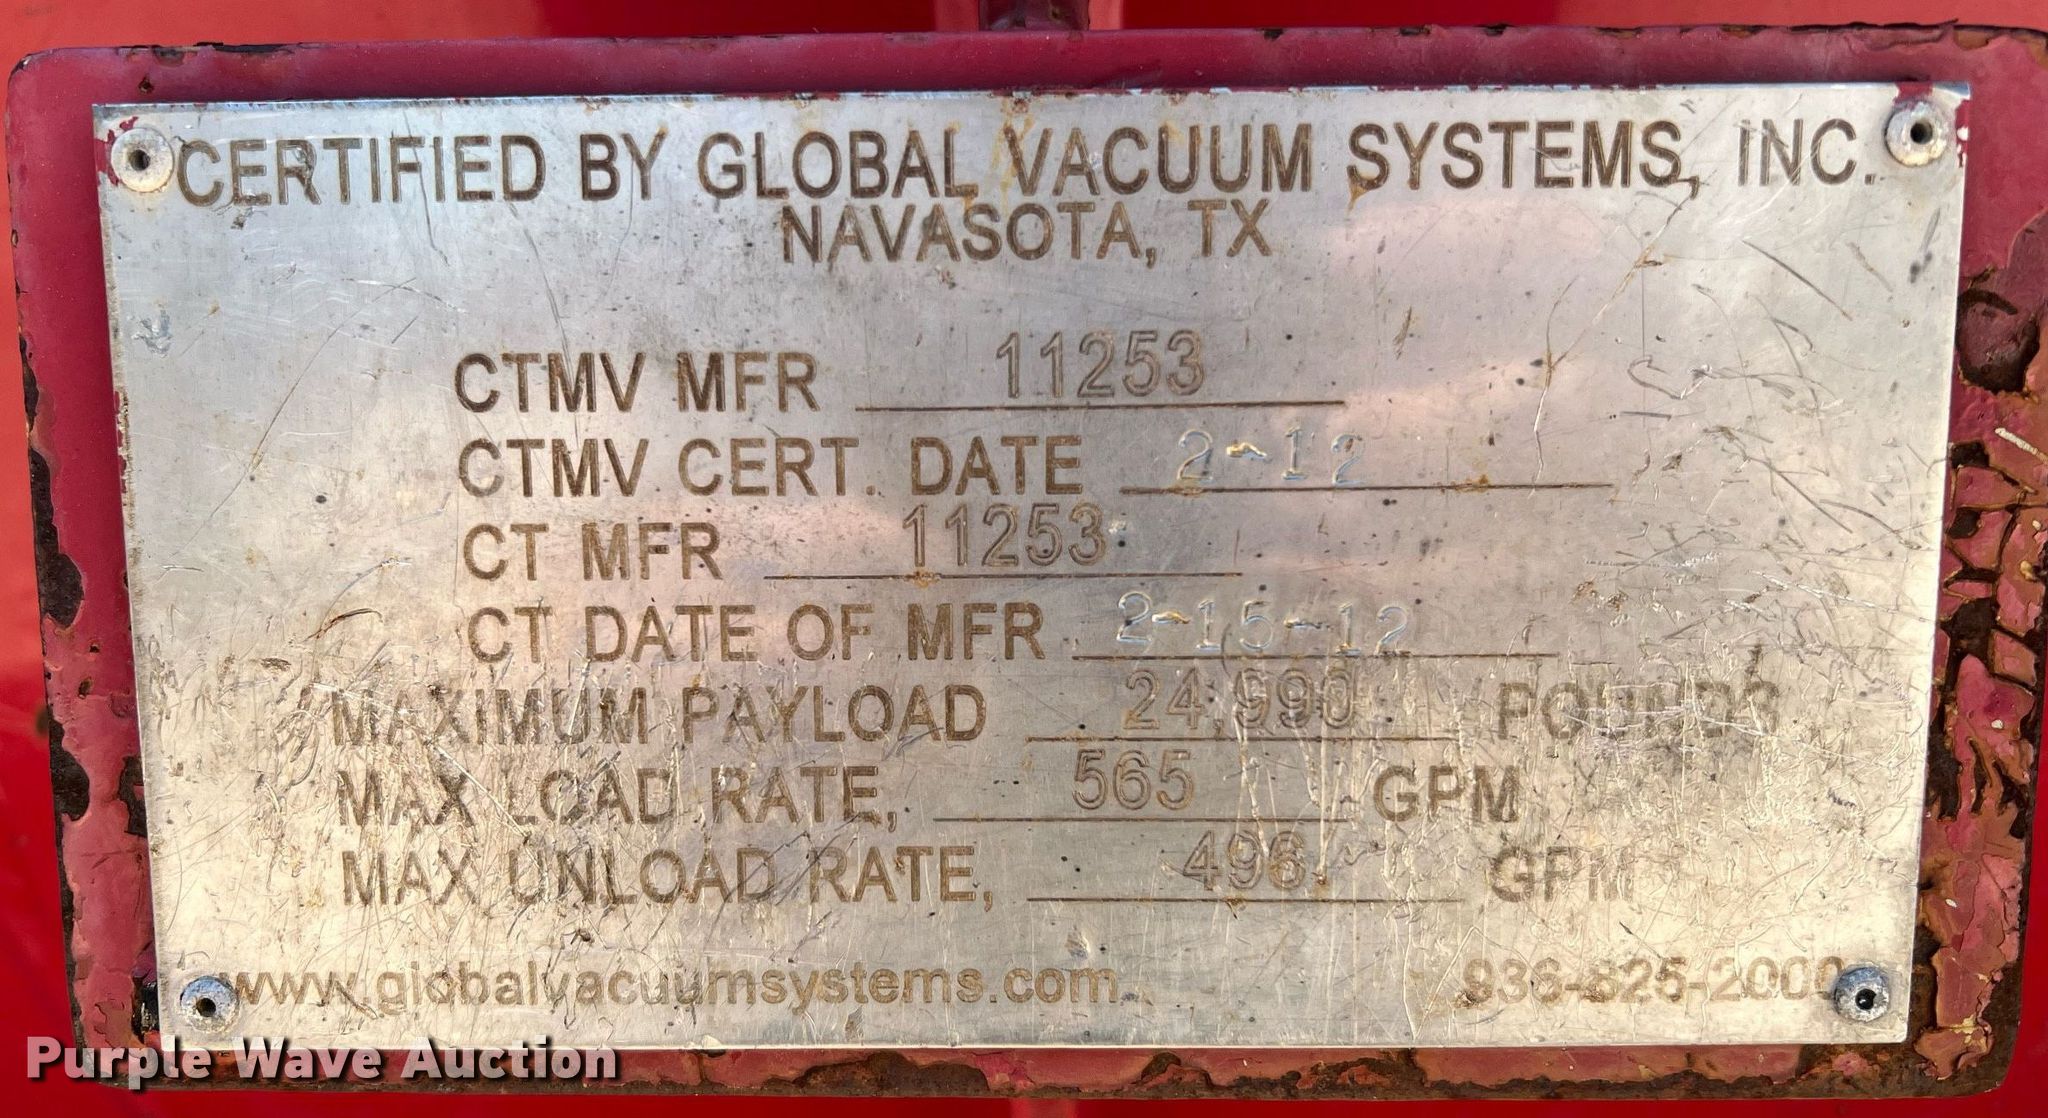 CERTIFIED BY GLOBAL VACUUM SYSTEMS, INC.
NAVASOTA, TX
CTMV MFR 11253
CTMV CERT. DATE 2-12
CT MFR 11253
CT DATE OF MFR 2-15-12
MAXIMUM PAYLOAD 24,990 POUNDS
MAX LOAD RATE, 565 GPM
MAX UNLOAD RATE, 496 GPM
www.globalvacuumsystems.com 936-825-2000
Purple Wave Auction